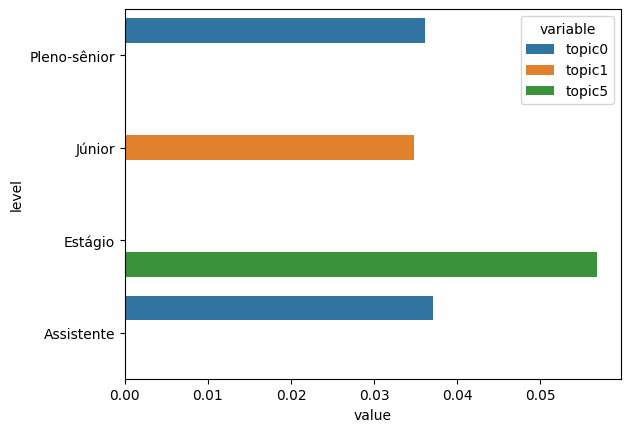 variable
topic0
topic1
topic5
Pleno-sênior
Júnior
Estágio
Assistente
level
0.00 0.01 0.02 0.03 0.04 0.05
value